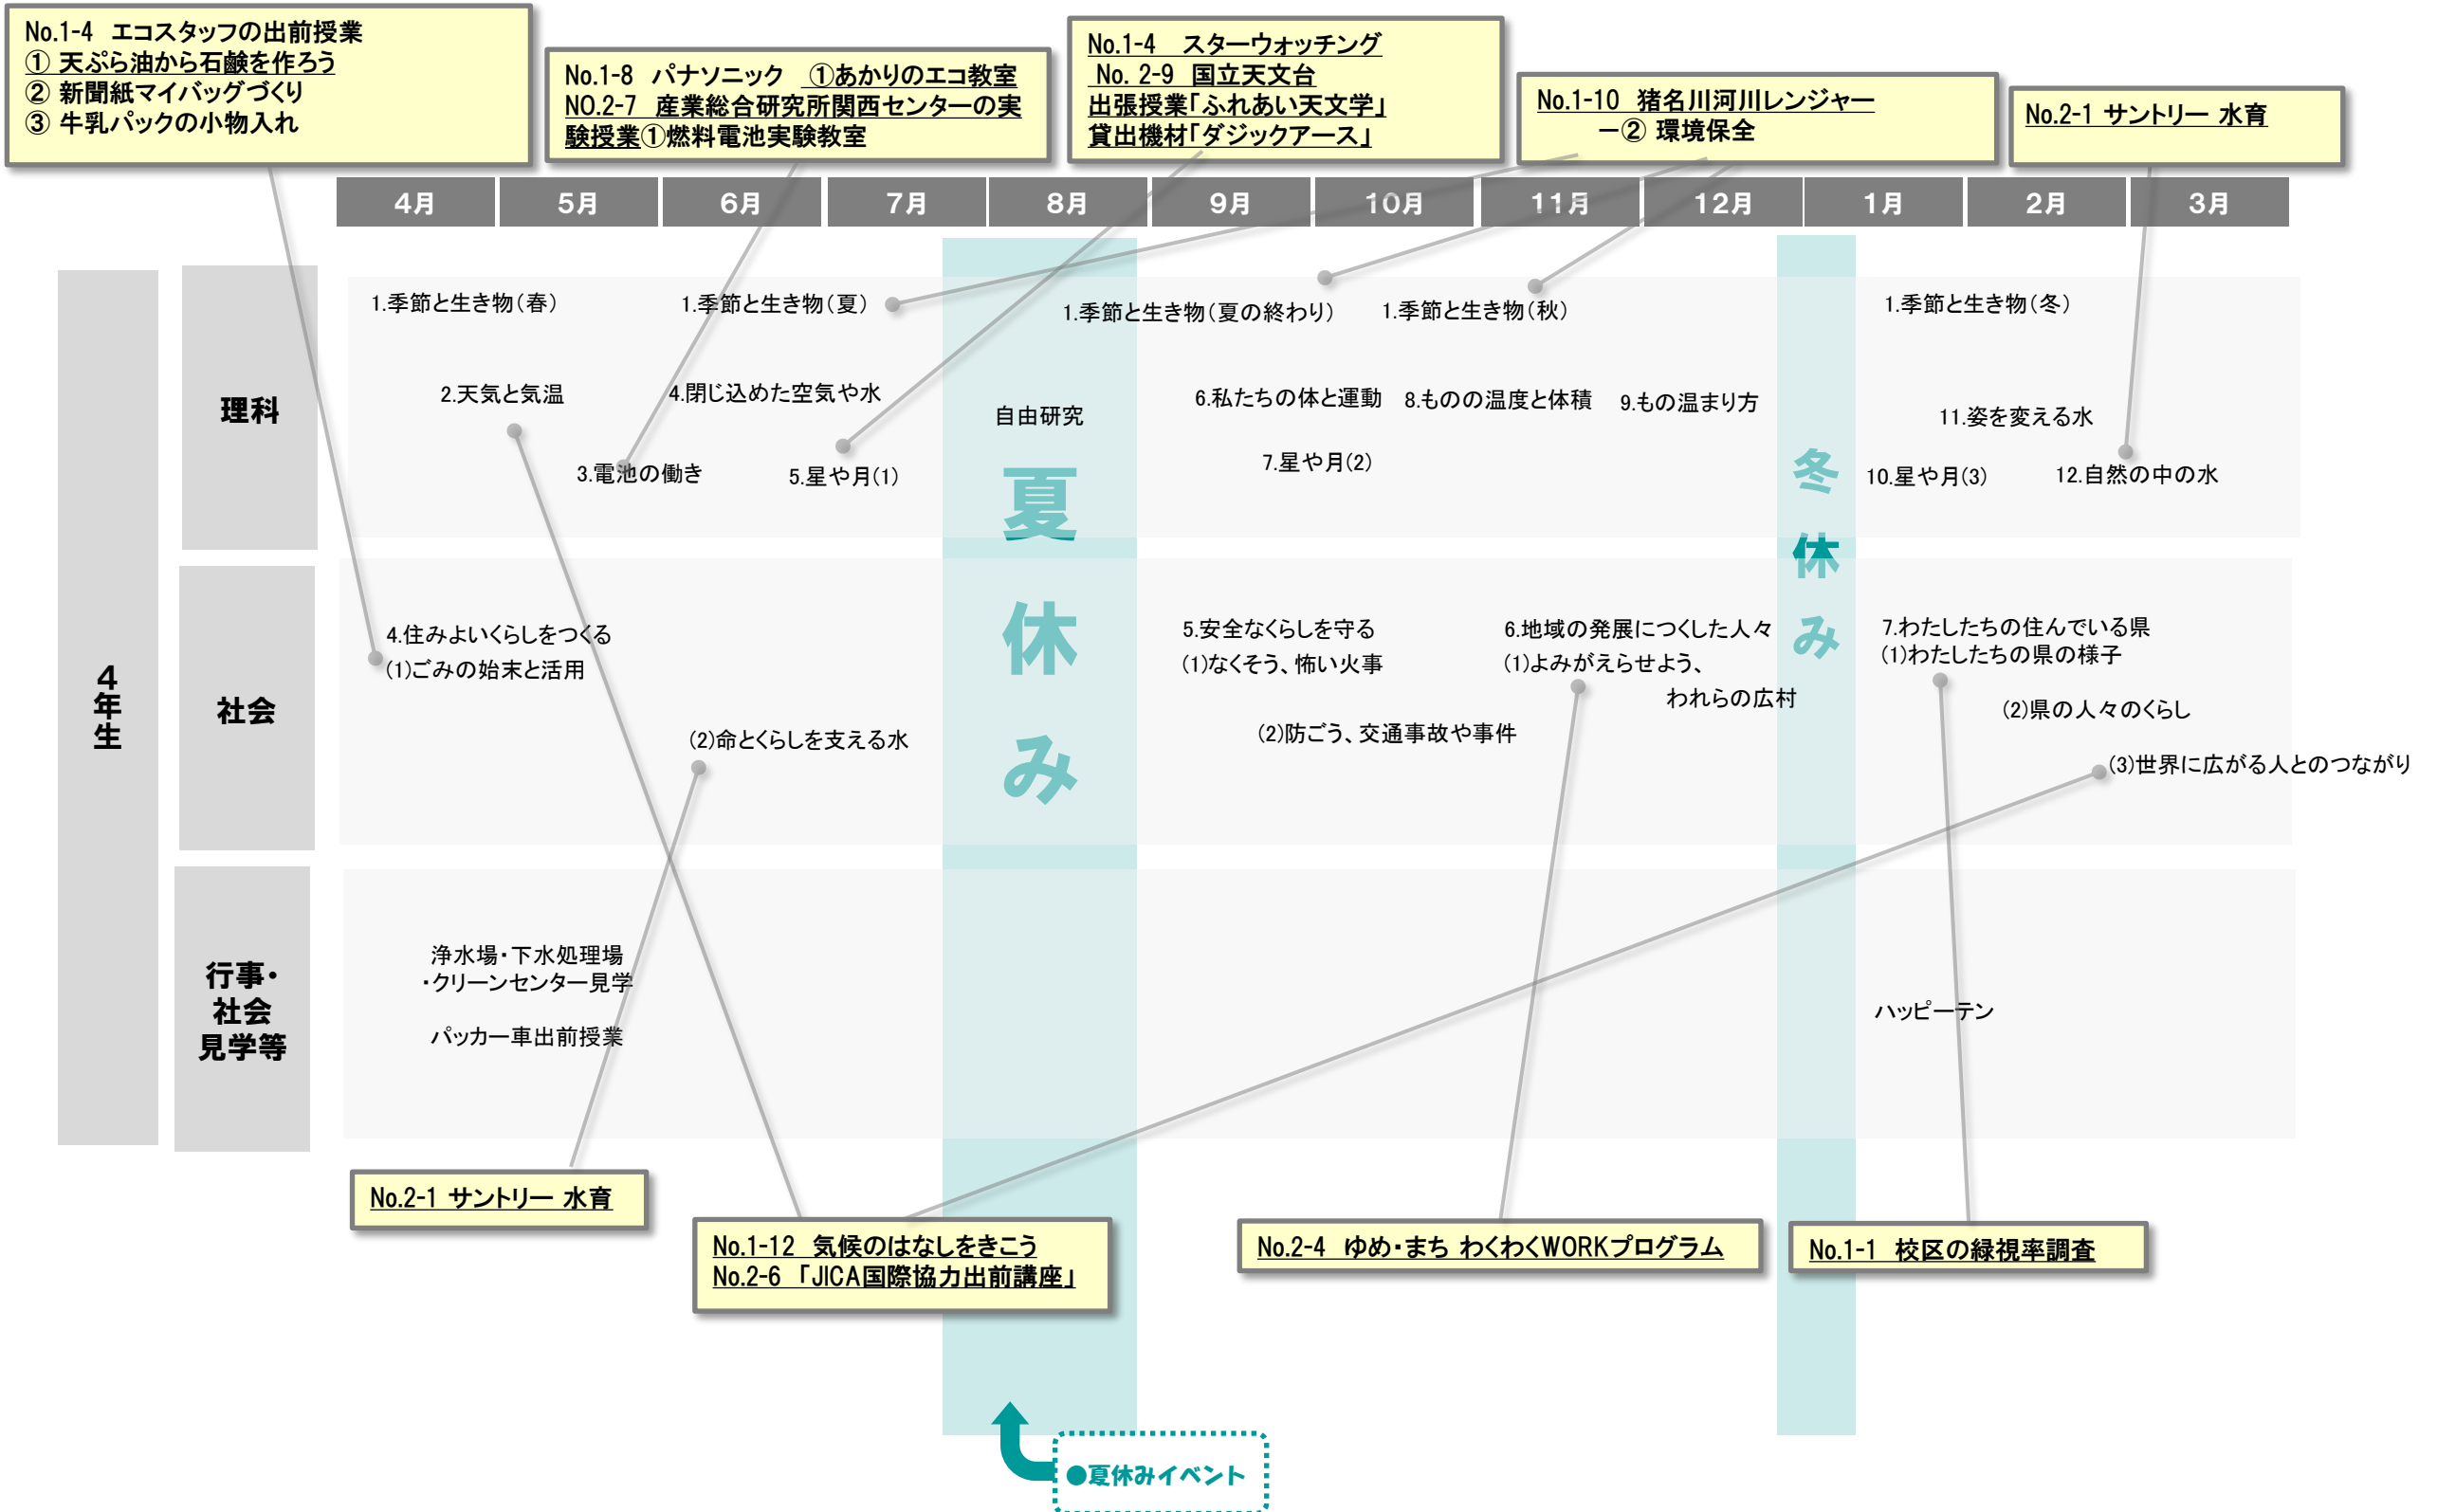 No.1-4 エコスタッフの出前授業
① 天ぷら油から石鹸を作ろう
② 新聞紙マイバッグづくり
③ 牛乳パックの小物入れ
No.1-8 パナソニック ①あかりのエコ教室
NO.2-7 産業総合研究所関西センターの実
験授業①燃料電池実験教室
No.1-4 スターウォッチング
No. 2-9 国立天文台
出張授業「ふれあい天文学」
貸出機材「ダジックアース」
No.1-10 猪名川河川レンジャー
ー② 環境保全
No.2-1 サントリー 水育
4月 5月 6月 7月 8月 9月 10月 11月 12月 1月 2月 3月
4年生
理科
1.季節と生き物(春)
1.季節と生き物(夏)
1.季節と生き物(夏の終わり)
1.季節と生き物(秋)
1.季節と生き物(冬)
2.天気と気温
4.閉じ込めた空気や水
自由研究
6.私たちの体と運動
8.ものの温度と体積
9.もの温まり方
11.姿を変える水
3.電池の働き
5.星や月(1)
7.星や月(2)
10.星や月(3)
12.自然の中の水
夏休み
冬休み
社会
4.住みよいくらしをつくる
(1)ごみの始末と活用
(2)命とくらしを支える水
5.安全なくらしを守る
(1)なくそう、怖い火事
(2)防ごう、交通事故や事件
6.地域の発展につくした人々
(1)よみがえらせよう、
われらの広村
7.わたしたちの住んでいる県
(1)わたしたちの県の様子
(2)県の人々のくらし
(3)世界に広がる人とのつながり
行事・
社会
見学等
浄水場・下水処理場
・クリーンセンター見学
パッカー車出前授業
ハッピーテン
No.2-1 サントリー 水育
No.1-12 気候のはなしをきこう
No.2-6 「JICA国際協力出前講座」
No.2-4 ゆめ・まち わくわくWORKプログラム
No.1-1 校区の緑視率調査
●夏休みイベント